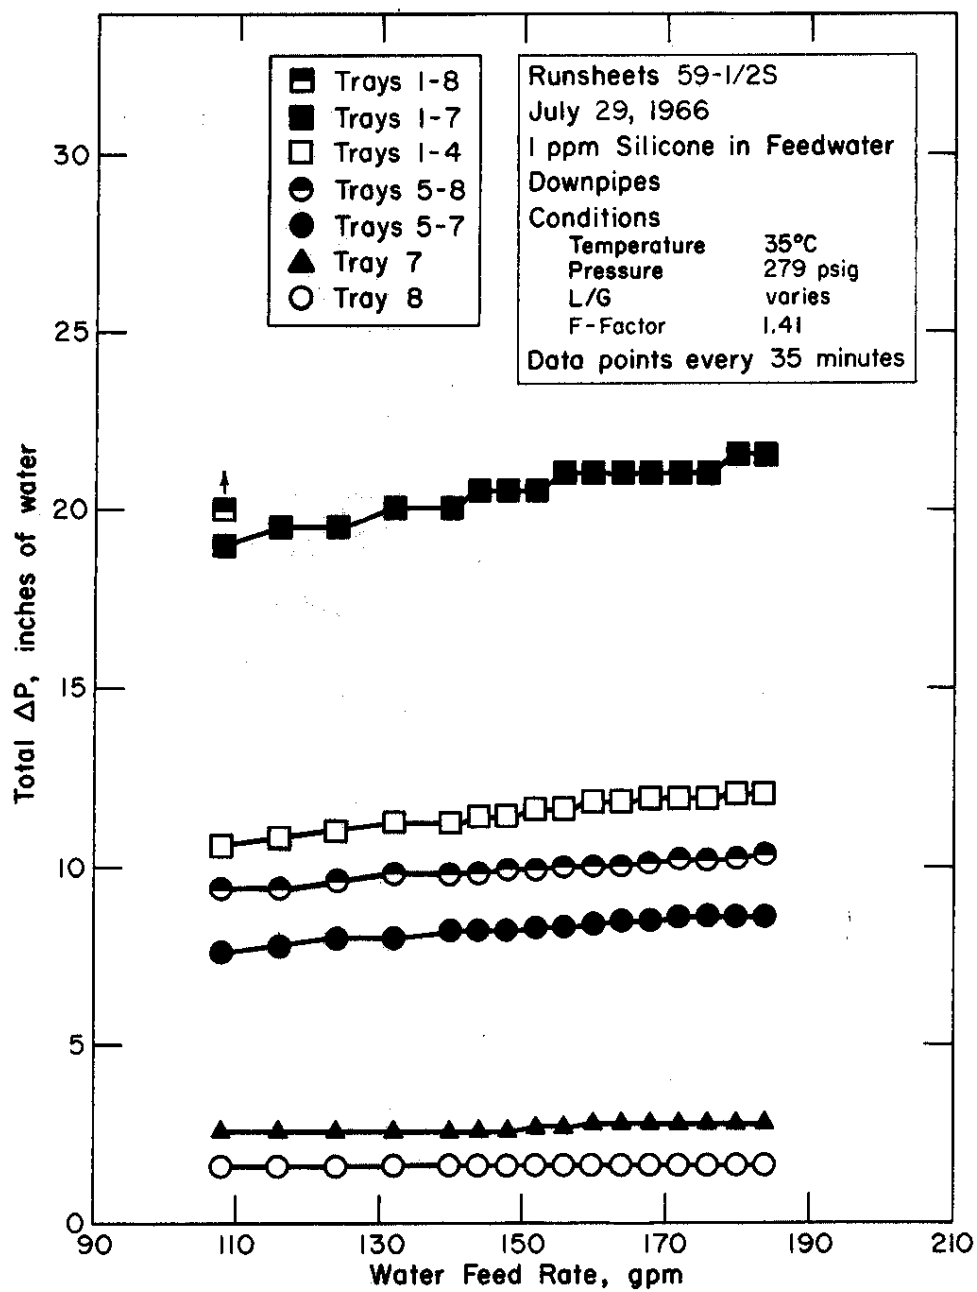 Trays 1-8
Trays 1-7
Trays 1-4
Trays 5-8
Trays 5-7
Tray 7
Tray 8
Runsheets 59-1/2S
July 29, 1966
1 ppm Silicone in Feedwater
Downpipes
Conditions
Temperature 35°C
Pressure 279 psig
L/G varies
F-Factor 1.41
Data points every 35 minutes
Total ΔP, inches of water
30
25
20
15
10
5
0
90 110 130 150 170 190 210
Water Feed Rate, gpm